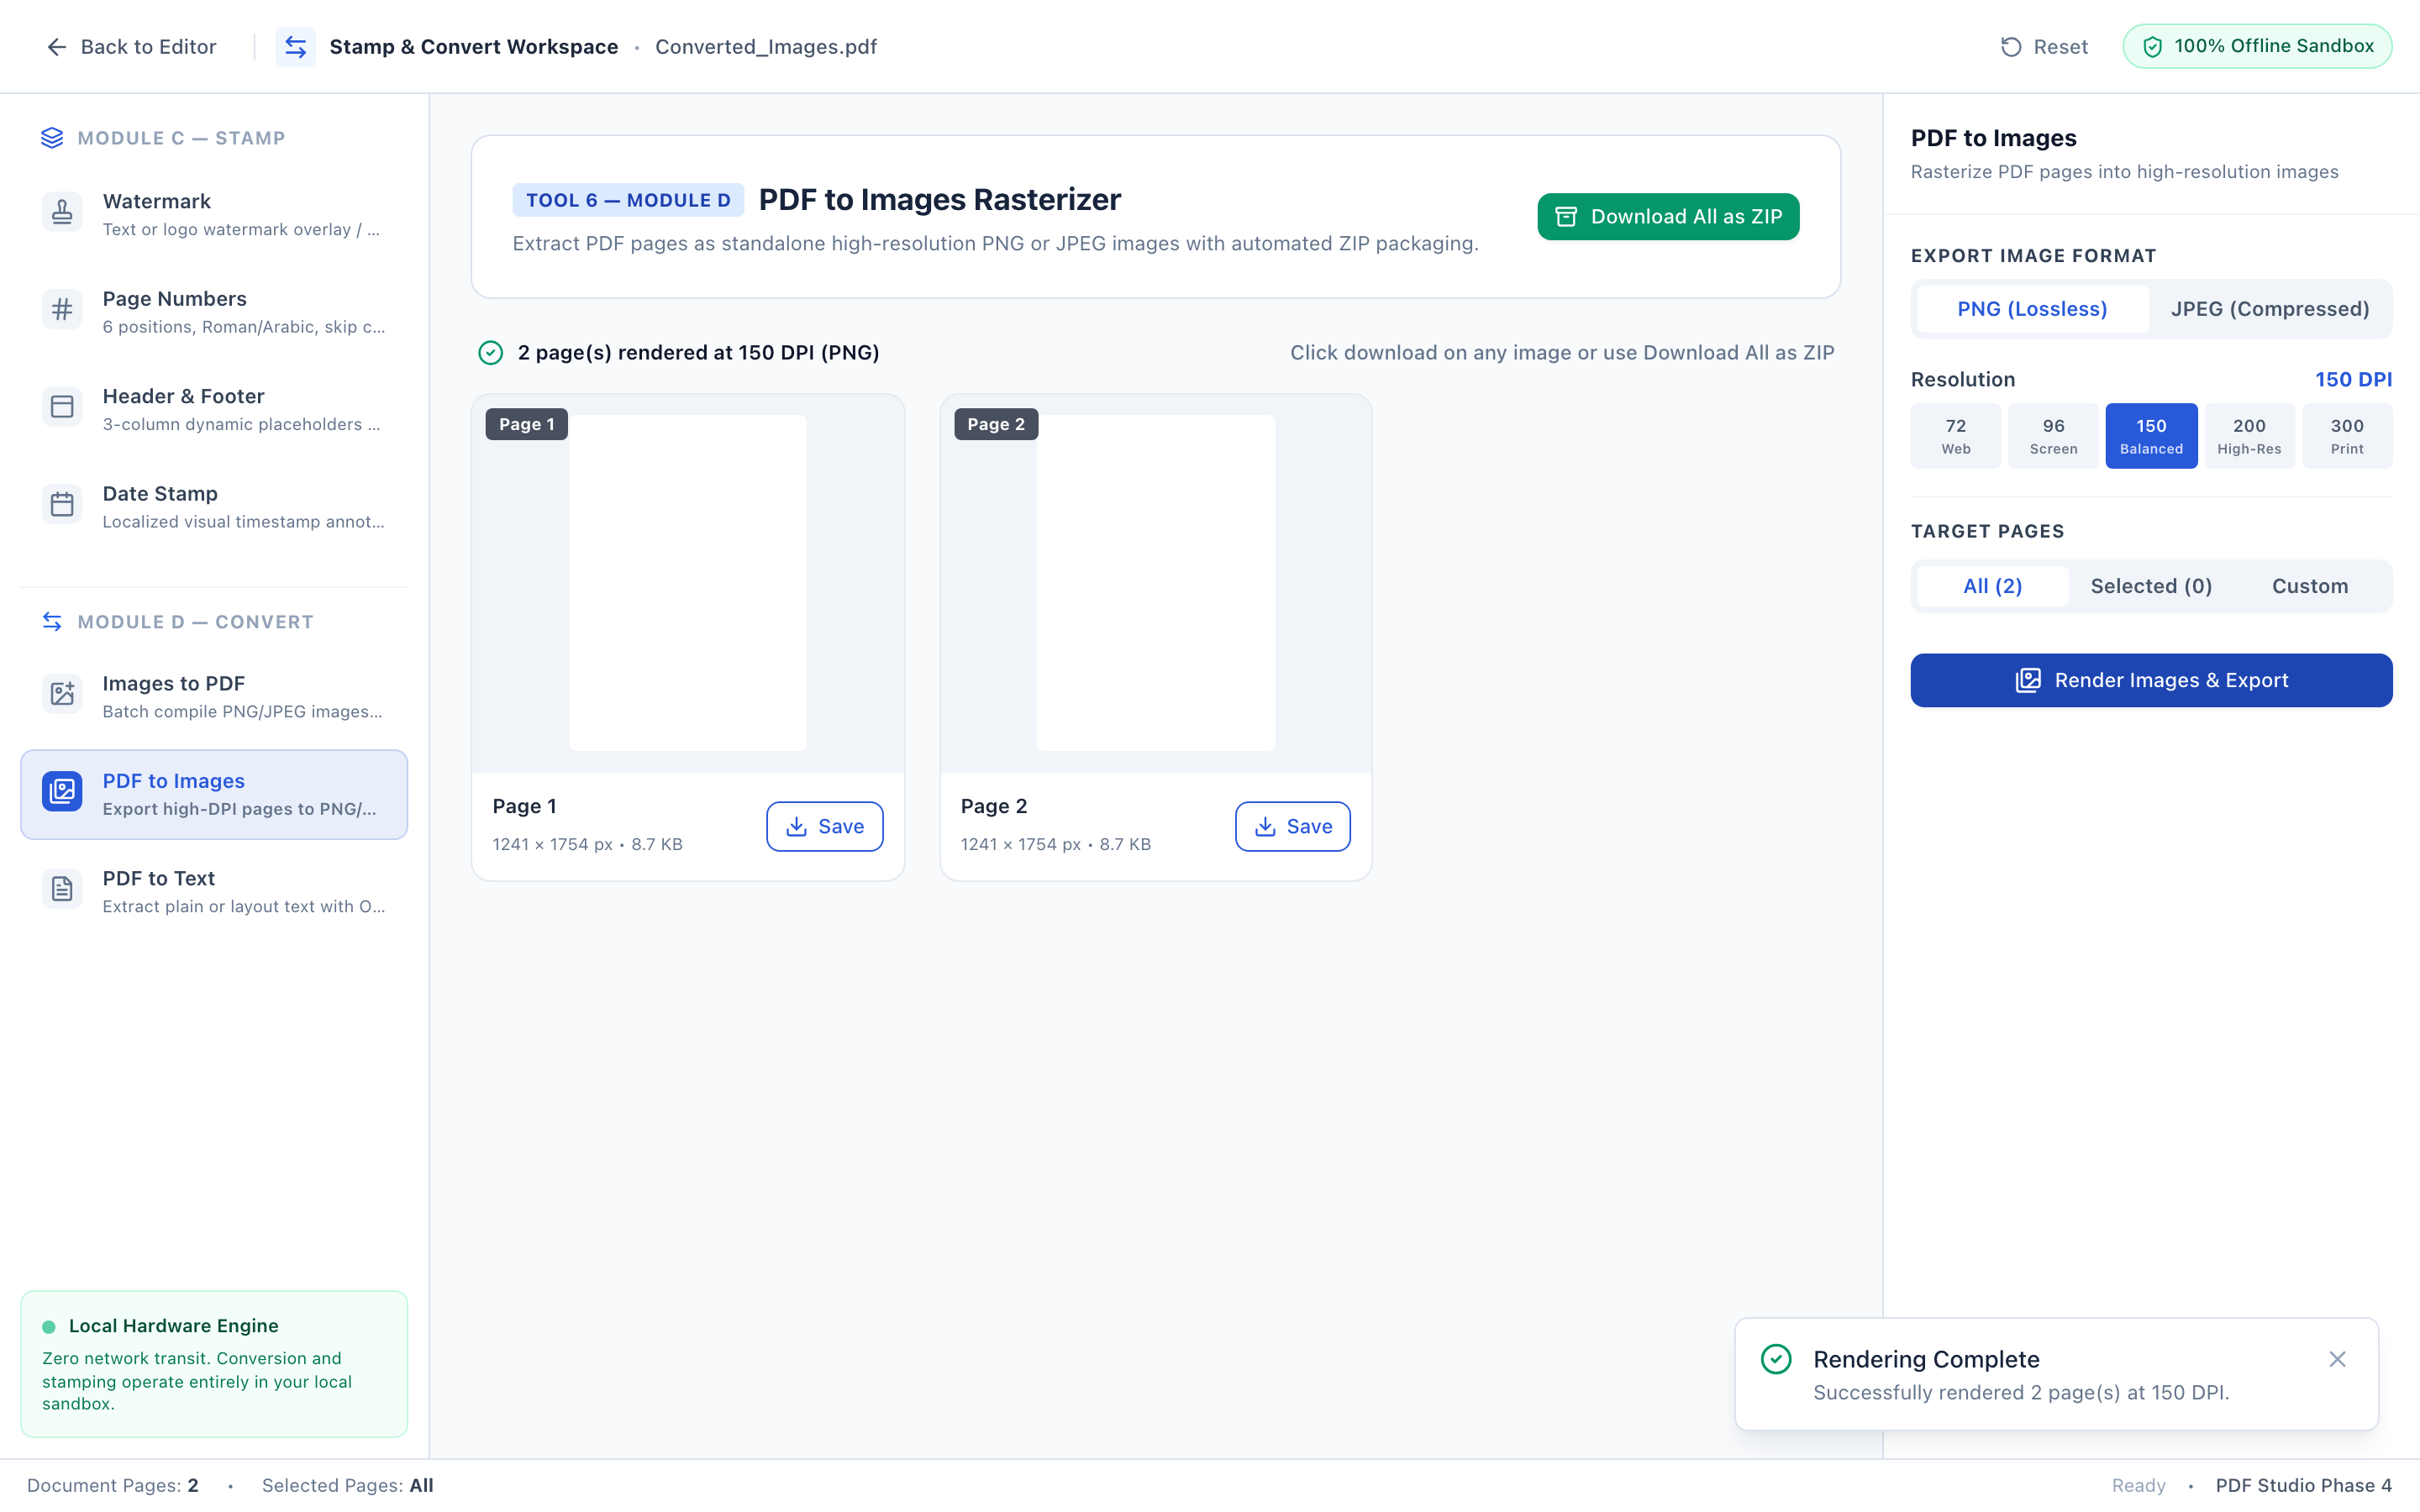 Back to Editor
Stamp & Convert Workspace • Converted_Images.pdf
Reset
100% Offline Sandbox
MODULE C — STAMP
Watermark
Text or logo watermark overlay / ...
Page Numbers
6 positions, Roman/Arabic, skip c...
Header & Footer
3-column dynamic placeholders ...
Date Stamp
Localized visual timestamp annot...
MODULE D — CONVERT
Images to PDF
Batch compile PNG/JPEG images...
PDF to Images
Export high-DPI pages to PNG/...
PDF to Text
Extract plain or layout text with O...
Local Hardware Engine
Zero network transit. Conversion and
stamping operate entirely in your local
sandbox.
TOOL 6 — MODULE D
PDF to Images Rasterizer
Extract PDF pages as standalone high-resolution PNG or JPEG images with automated ZIP packaging.
Download All as ZIP
2 page(s) rendered at 150 DPI (PNG)
Click download on any image or use Download All as ZIP
Page 1
Page 1
1241 × 1754 px • 8.7 KB
Save
Page 2
Page 2
1241 × 1754 px • 8.7 KB
Save
PDF to Images
Rasterize PDF pages into high-resolution images
EXPORT IMAGE FORMAT
PNG (Lossless)
JPEG (Compressed)
Resolution
150 DPI
72
Web
96
Screen
150
Balanced
200
High-Res
300
Print
TARGET PAGES
All (2)
Selected (0)
Custom
Render Images & Export
Rendering Complete
Successfully rendered 2 page(s) at 150 DPI.
Document Pages: 2 • Selected Pages: All
Ready • PDF Studio Phase 4